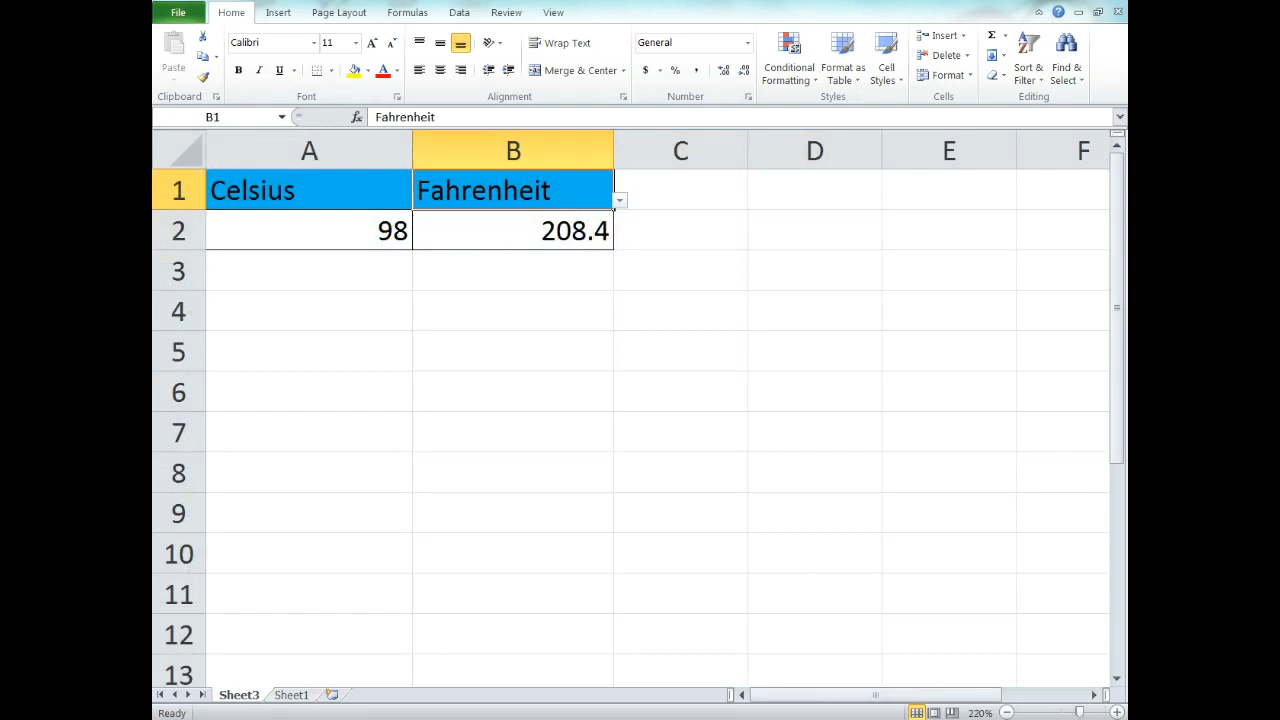 File Home Insert Page Layout Formulas Data Review View
Calibri 11 A A Wrap Text General Insert Σ
Paste B I U A Merge & Center $ % , Conditional Formatting Format as Table Cell Styles Delete Sort & Filter Find & Select
Format
Clipboard Font Alignment Number Styles Cells Editing
B1 fx Fahrenheit
A B C D E F
1 Celsius Fahrenheit
2 98 208.4
3
4
5
6
7
8
9
10
11
12
13
Sheet3 Sheet1
Ready 220%